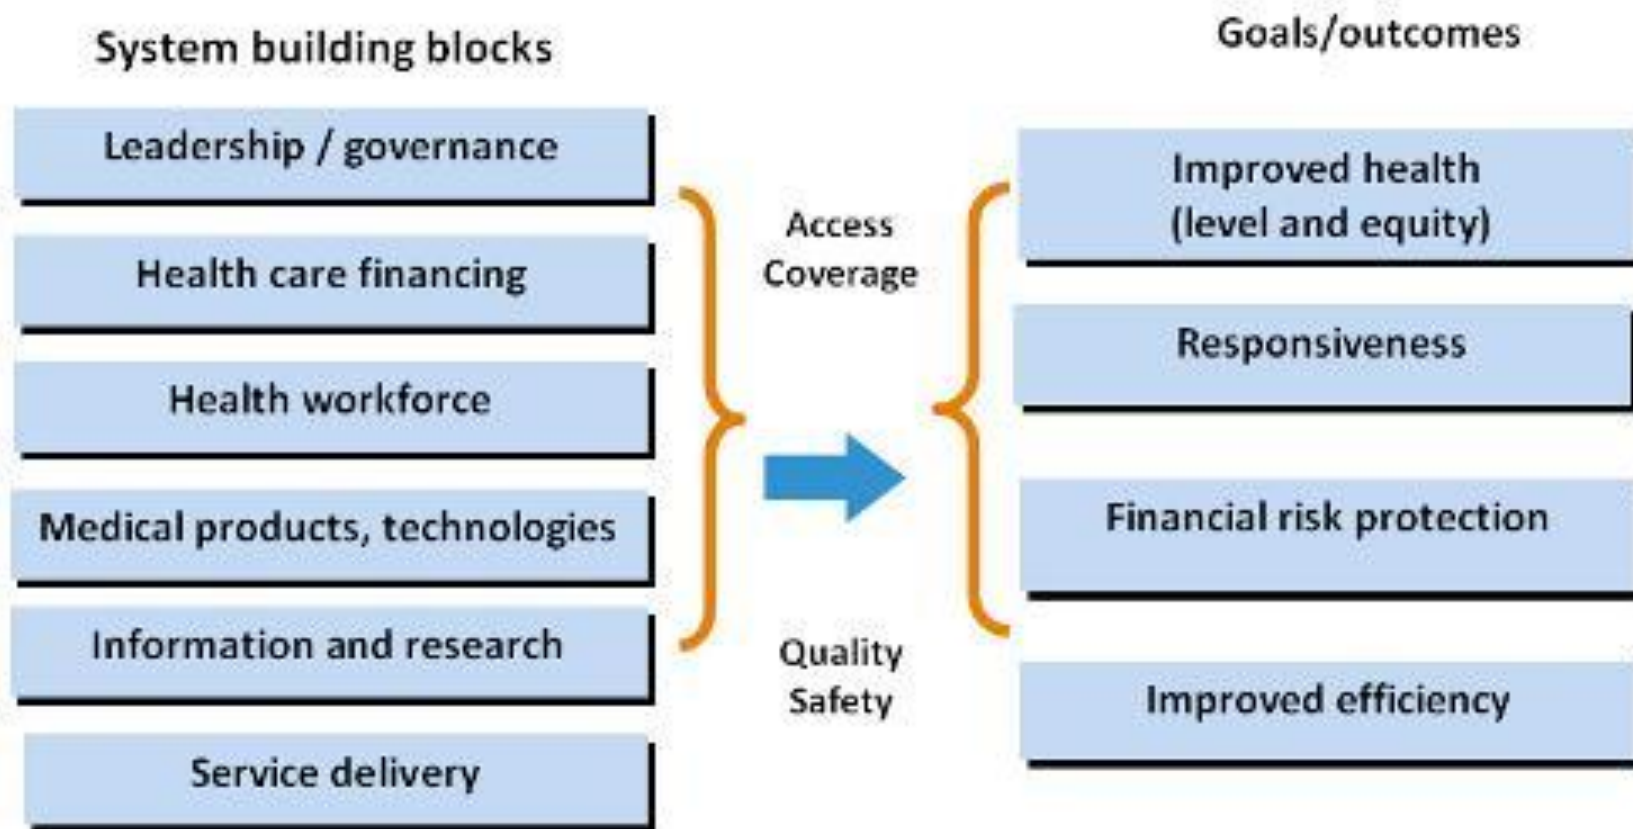 System building blocks
Leadership / governance
Health care financing
Health workforce
Medical products, technologies
Information and research
Service delivery
Access
Coverage
Quality
Safety
Goals/outcomes
Improved health
(level and equity)
Responsiveness
Financial risk protection
Improved efficiency